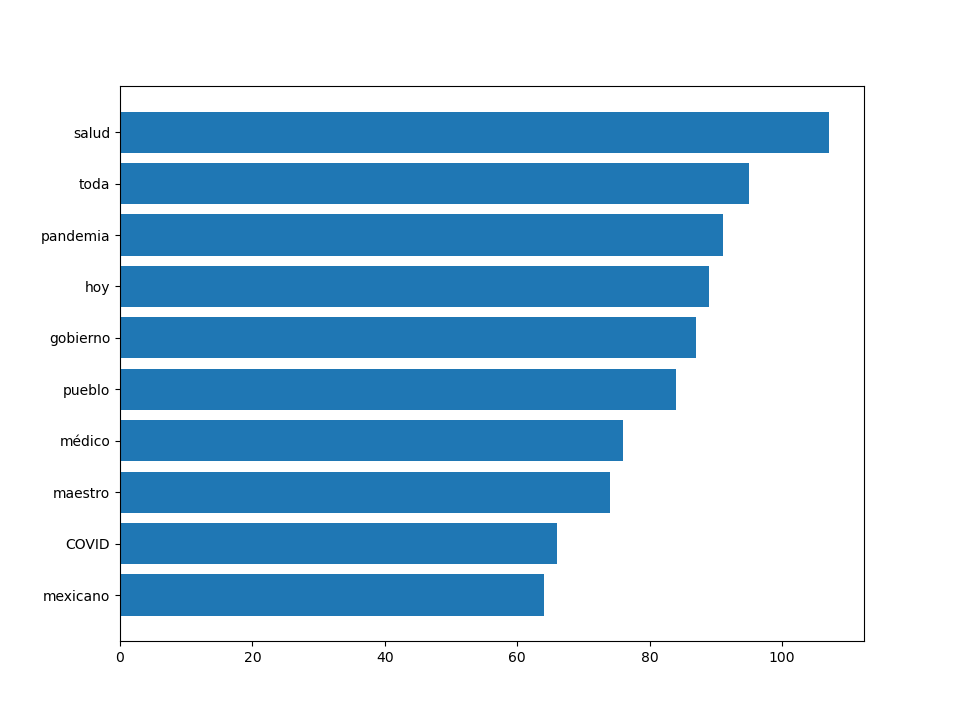 salud
toda
pandemia
hoy
gobierno
pueblo
médico
maestro
COVID
mexicano
0 20 40 60 80 100